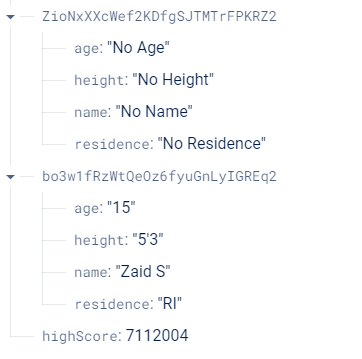 ZioNxXXcWef2KDfgSJTMTrFPKRZ2
age: "No Age"
height: "No Height"
name: "No Name"
residence: "No Residence"
bo3w1fRzWtQeOz6fyuGnLyIGREq2
age: "15"
height: "5'3"
name: "Zaid S"
residence: "RI"
highScore: 7112004